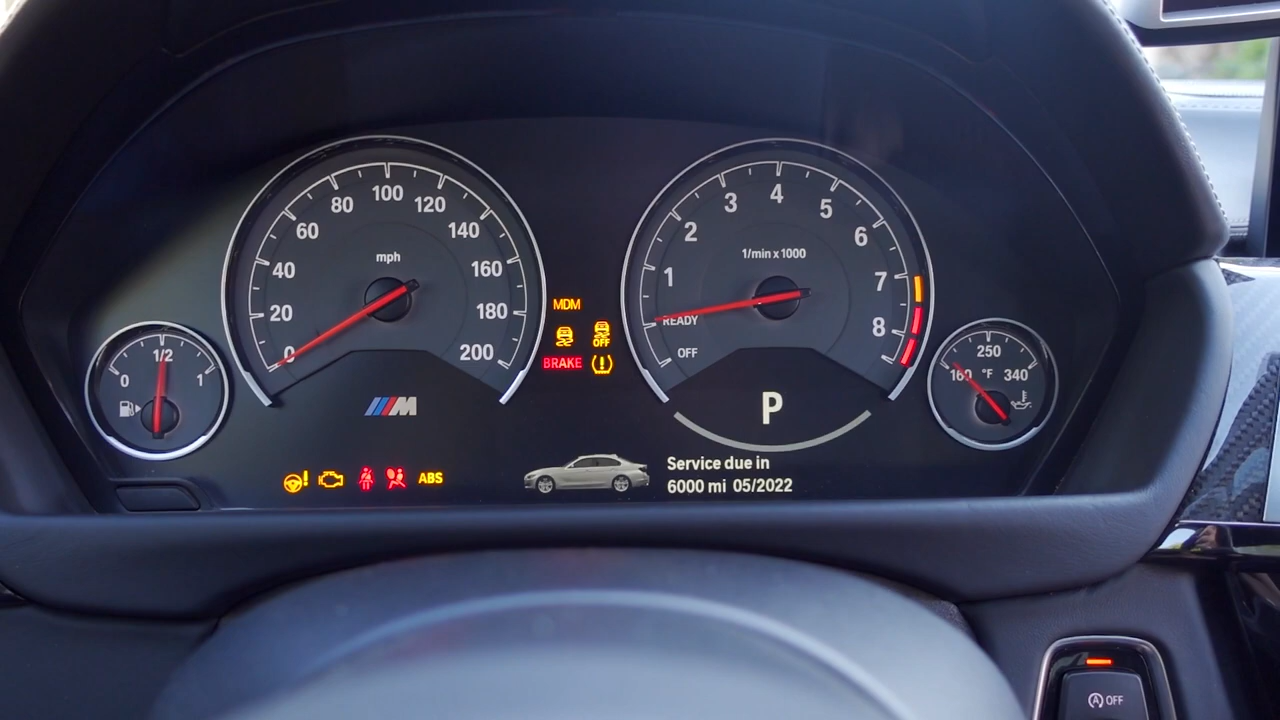 0
20
40
60
80
100
120
140
160
180
200
mph
MDM
OFF
BRAKE
OFF
READY
1
2
3
4
5
6
7
8
1/min x 1000
0
1/2
1
M
P
160
250
340
°F
ABS
Service due in
6000 mi 05/2022
A OFF